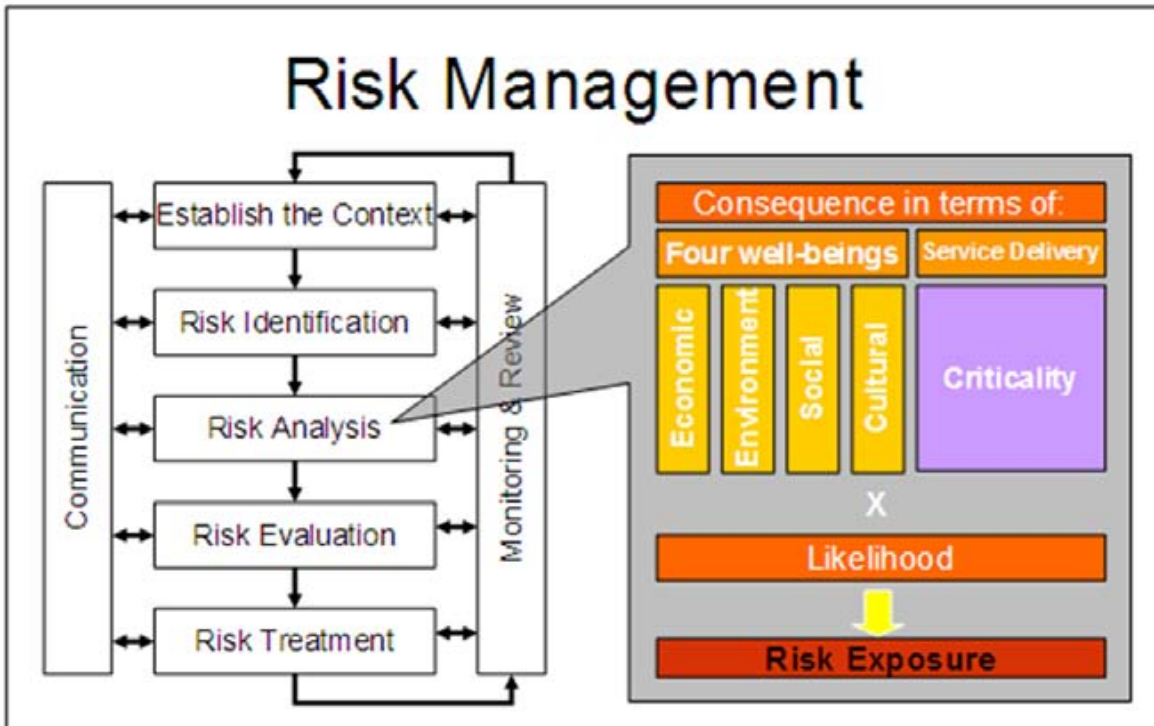 Risk Management
Communication
Establish the Context
Risk Identification
Risk Analysis
Risk Evaluation
Risk Treatment
Monitoring & Review
Consequence in terms of:
Four well-beings
Service Delivery
Economic
Environment
Social
Cultural
Criticality
X
Likelihood
Risk Exposure